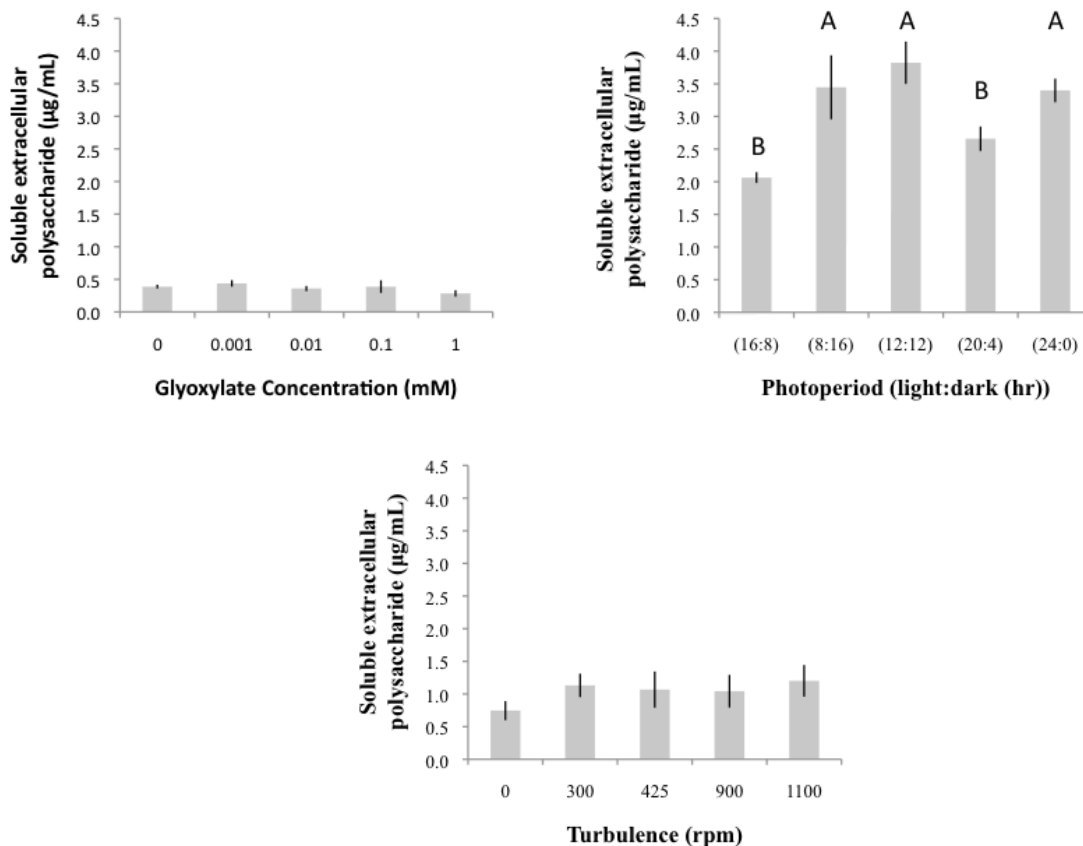 Soluble extracellular
polysaccharide (µg/mL)
4.5
4.0
3.5
3.0
2.5
2.0
1.5
1.0
0.5
0.0
0 0.001 0.01 0.1 1
Glyoxylate Concentration (mM)
Soluble extracellular
polysaccharide (µg/mL)
4.5
4.0
3.5
3.0
2.5
2.0
1.5
1.0
0.5
0.0
B A A B A
(16:8) (8:16) (12:12) (20:4) (24:0)
Photoperiod (light:dark (hr))
Soluble extracellular
polysaccharide (µg/mL)
4.5
4.0
3.5
3.0
2.5
2.0
1.5
1.0
0.5
0.0
0 300 425 900 1100
Turbulence (rpm)